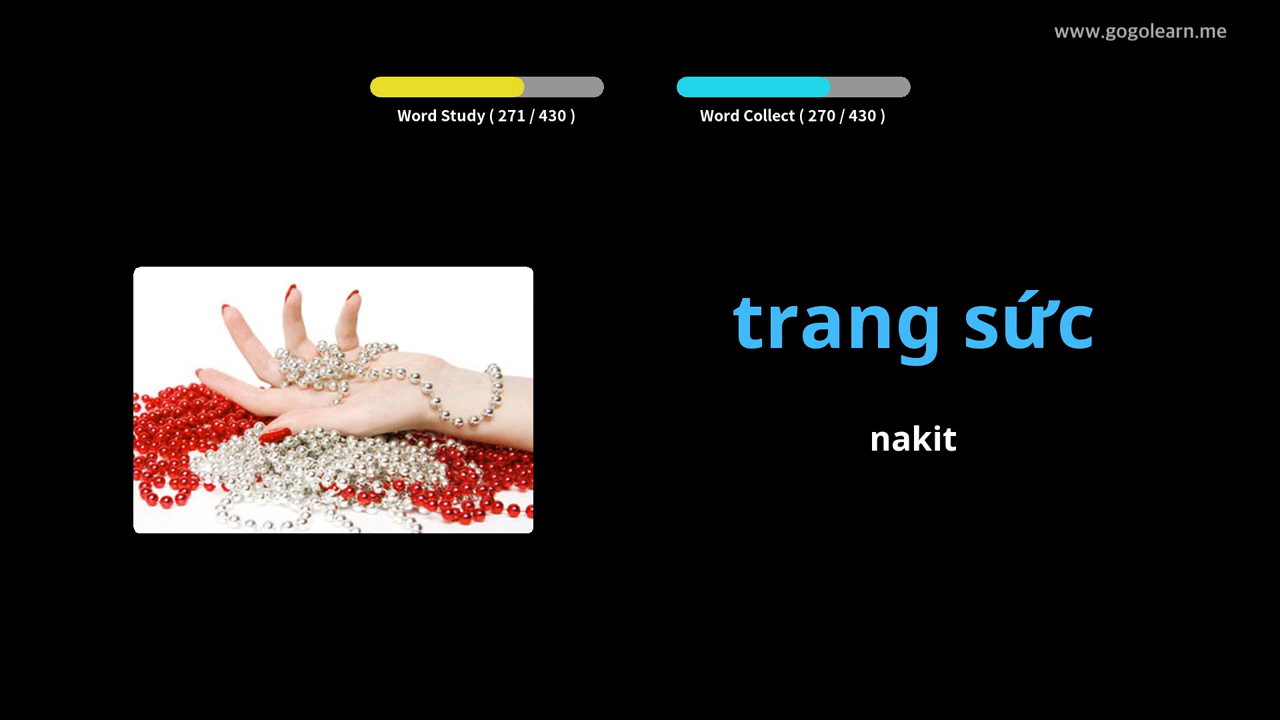 www.gogolearn.me
Word Study ( 271 / 430 )
Word Collect ( 270 / 430 )
trang sức
nakit